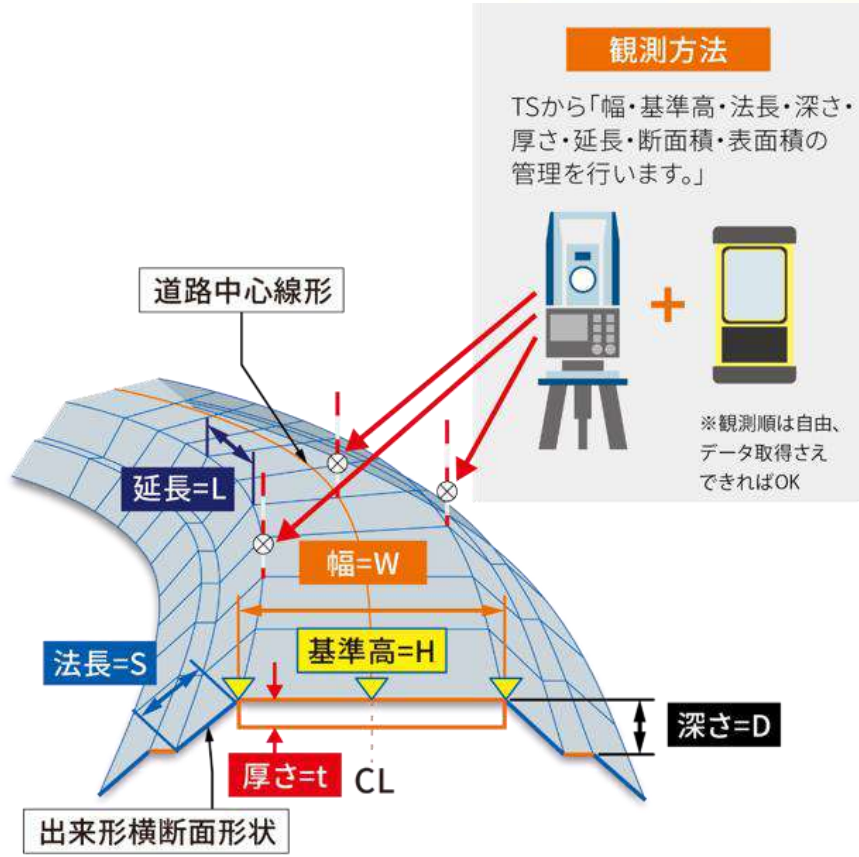 観測方法
TSから「幅・基準高・法長・深さ・
厚さ・延長・断面積・表面積の
管理を行います。」
※観測順は自由、
データ取得さえ
できればOK
道路中心線形
延長=L
幅=W
基準高=H
法長=S
深さ=D
厚さ=t
CL
出来形横断面形状